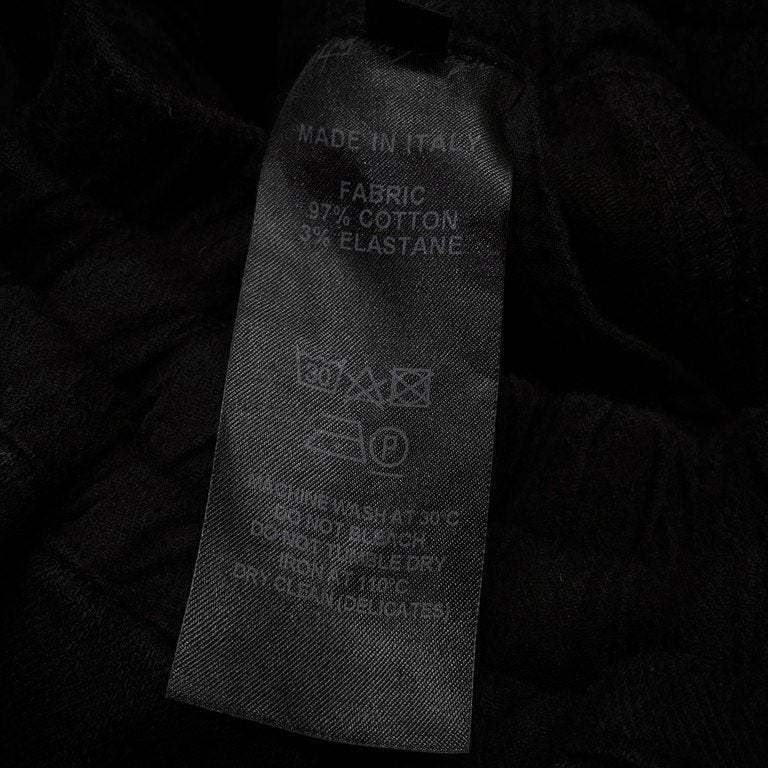 MADE IN ITALY
FABRIC
97% COTTON
3% ELASTANE
30
P
MACHINE WASH AT 30°C
DO NOT BLEACH
DO NOT TUMBLE DRY
IRON AT 110°C
DRY CLEAN (DELICATES)